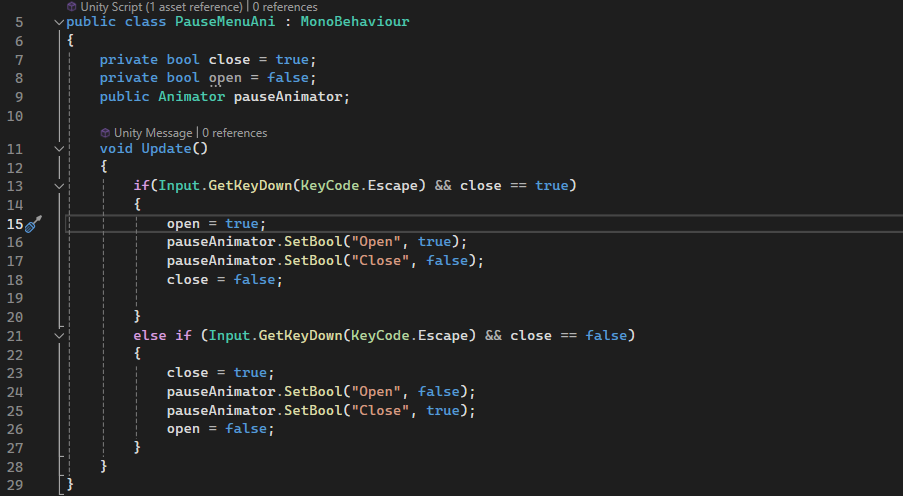 Unity Script (1 asset reference) | 0 references
5 public class PauseMenuAni : MonoBehaviour
6 {
7 private bool close = true;
8 private bool open = false;
9 public Animator pauseAnimator;
10
Unity Message | 0 references
11 void Update()
12 {
13 if(Input.GetKeyDown(KeyCode.Escape) && close == true)
14 {
15 open = true;
16 pauseAnimator.SetBool("Open", true);
17 pauseAnimator.SetBool("Close", false);
18 close = false;
19
20 }
21 else if (Input.GetKeyDown(KeyCode.Escape) && close == false)
22 {
23 close = true;
24 pauseAnimator.SetBool("Open", false);
25 pauseAnimator.SetBool("Close", true);
26 open = false;
27 }
28 }
29 }